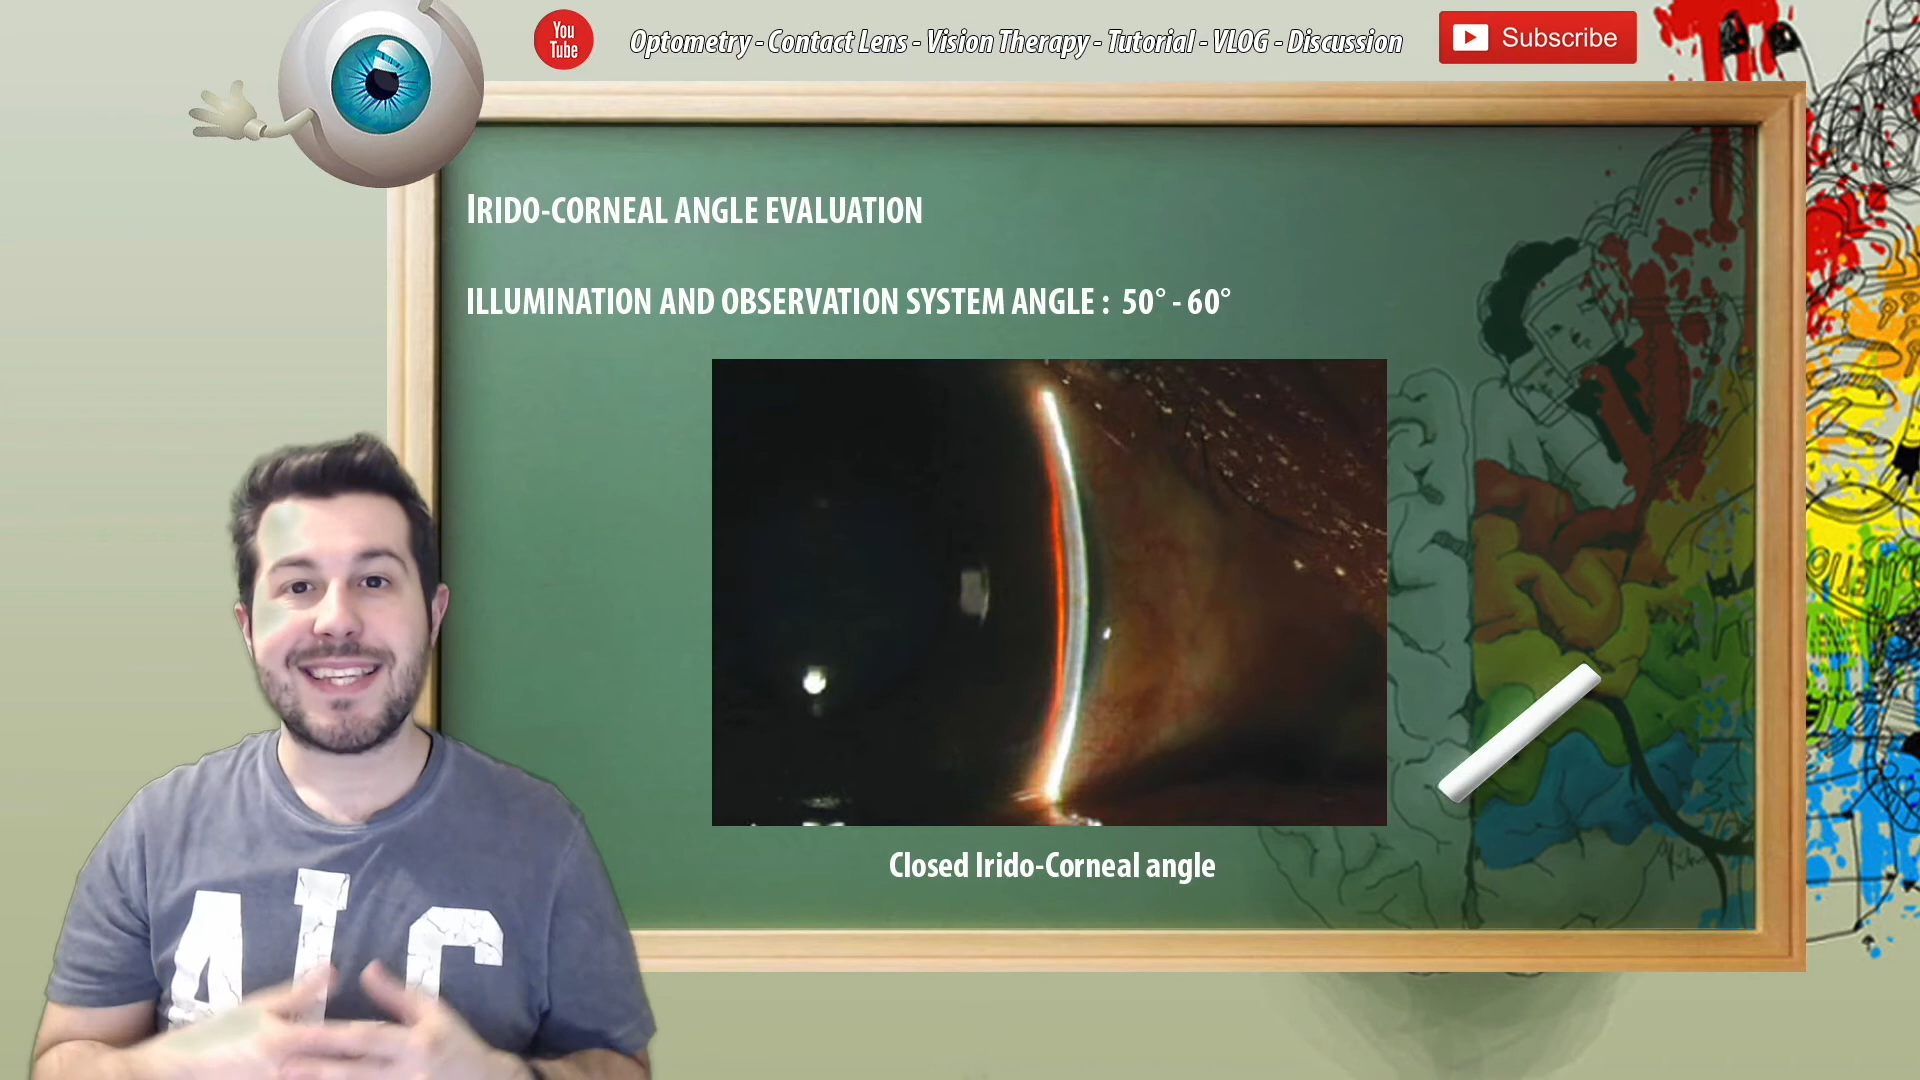 You
Tube
Optometry - Contact Lens - Vision Therapy - Tutorial - VLOG - Discussion
Subscribe
IRIDO-CORNEAL ANGLE EVALUATION
ILLUMINATION AND OBSERVATION SYSTEM ANGLE : 50° - 60°
Closed Irido-Corneal angle